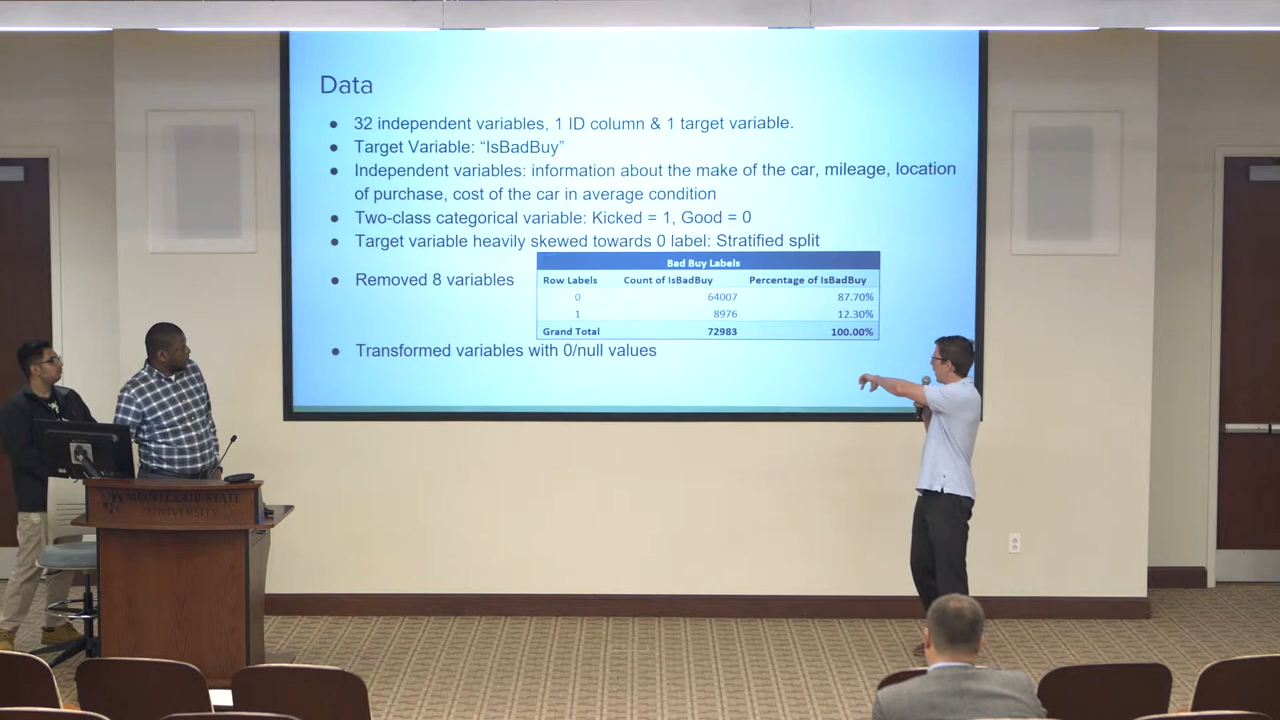 Data
● 32 independent variables, 1 ID column & 1 target variable.
● Target Variable: “IsBadBuy”
● Independent variables: information about the make of the car, mileage, location
of purchase, cost of the car in average condition
● Two-class categorical variable: Kicked = 1, Good = 0
● Target variable heavily skewed towards 0 label: Stratified split
Bad Buy Labels
● Removed 8 variables
Row Labels Count of IsBadBuy Percentage of IsBadBuy
0 64007 87.70%
1 8976 12.30%
Grand Total 72983 100.00%
● Transformed variables with 0/null values
MONTCLAIR STATE
UNIVERSITY